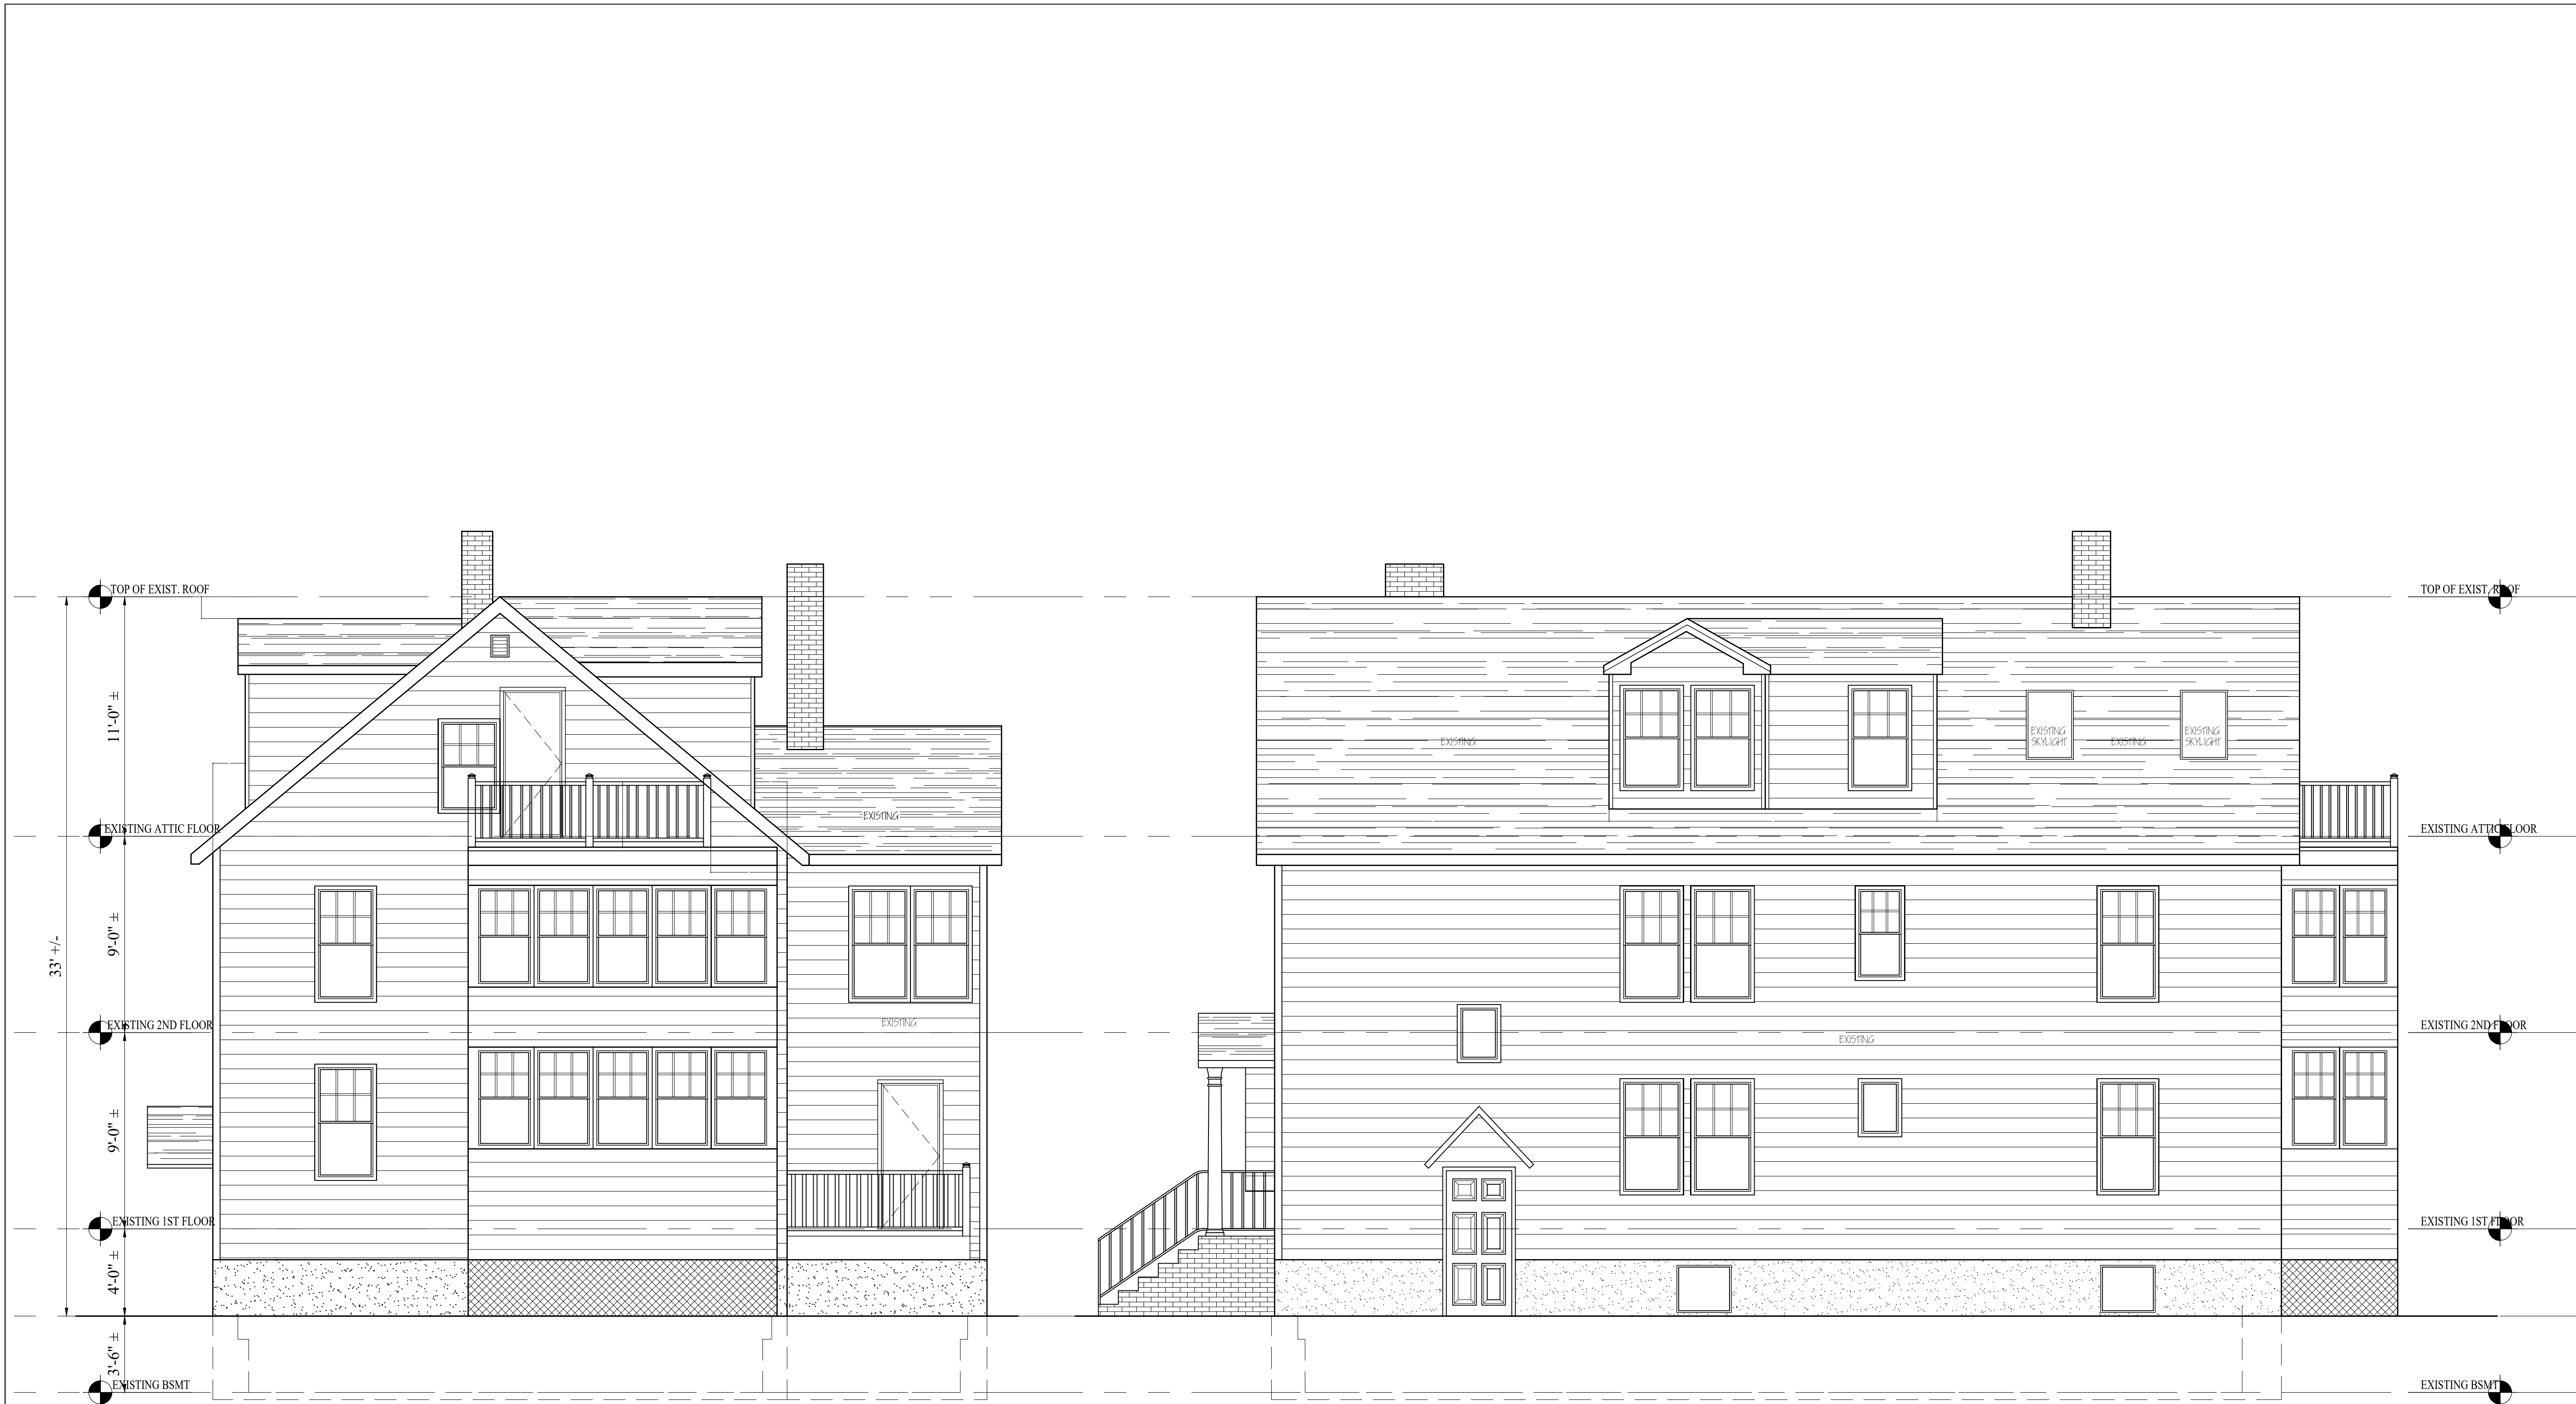 TOP OF EXIST. ROOF
TOP OF EXIST. ROOF
11'-0" ±
EXISTING
EXISTING
SKYLIGHT
EXISTING
EXISTING
SKYLIGHT
EXISTING
EXISTING ATTIC FLOOR
EXISTING ATTIC FLOOR
33' +/-
9'-0" ±
EXISTING
EXISTING 2ND FLOOR
EXISTING 2ND FLOOR
EXISTING
9'-0" ±
EXISTING 1ST FLOOR
EXISTING 1ST FLOOR
4'-0" ±
3'-6" ±
EXISTING BSMT
EXISTING BSMT